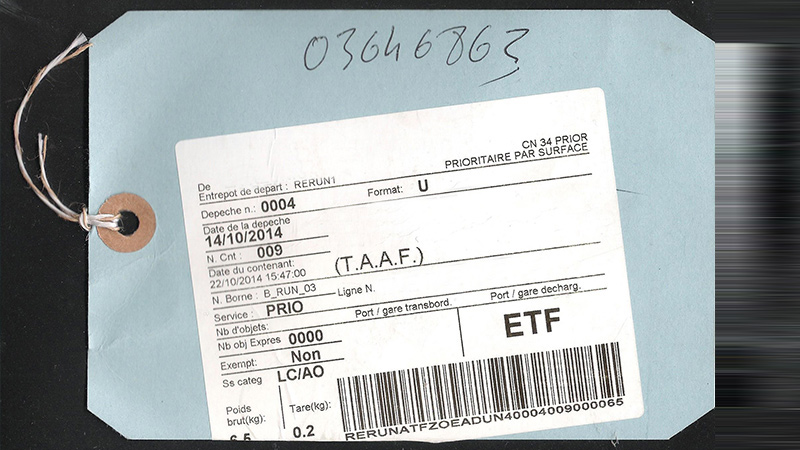 03646863
CN 34 PRIOR
PRIORITAIRE PAR SURFACE
De
Entrepot de depart : RERUN1
Depeche n.: 0004 Format: U
Date de la depeche
14/10/2014
N. Cnt : 009
Date du contenant:
22/10/2014 15:47:00 (T.A.A.F.)
N. Borne : B_RUN_03 Ligne N.
Service : PRIO Port / gare transbord. Port / gare decharg.
Nb d'objets: ETF
Nb obj Expres 0000
Exempt: Non
Ss categ LC/AO
Poids Tare(kg):
brut(kg): 0.2
6.5
RERUNATFZOEADUN40004009000065